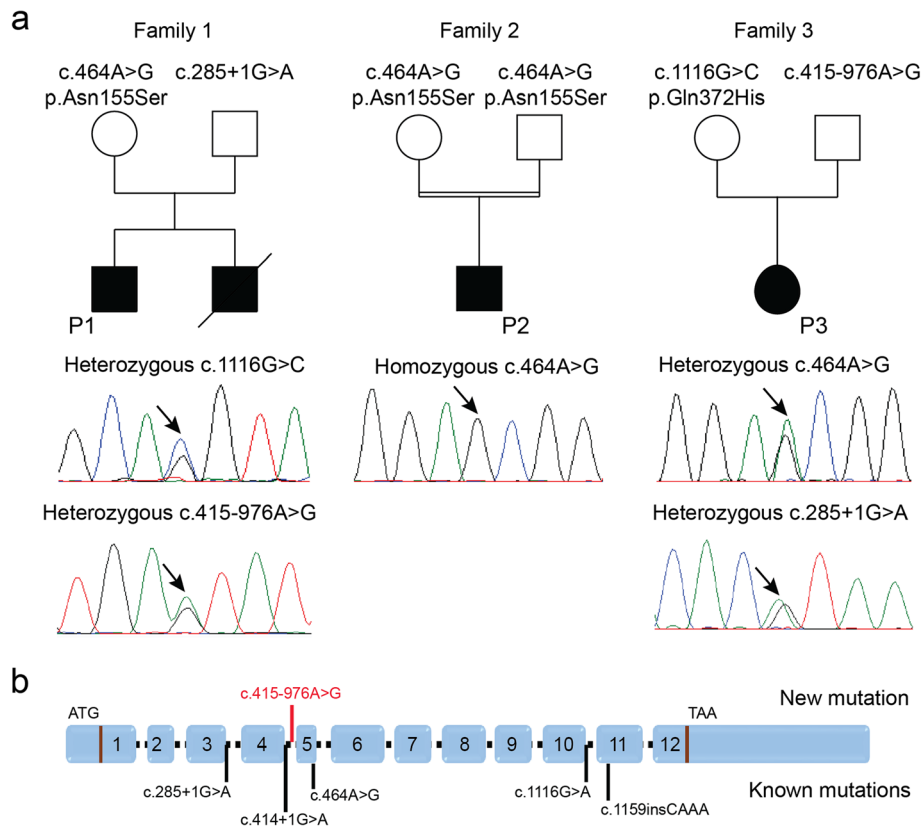 a
Family 1
Family 2
Family 3
c.464A>G
c.285+1G>A
c.464A>G
c.464A>G
c.1116G>C
c.415-976A>G
p.Asn155Ser
p.Asn155Ser
p.Asn155Ser
p.Gln372His
P1
P2
P3
Heterozygous c.1116G>C
Homozygous c.464A>G
Heterozygous c.464A>G
Heterozygous c.415-976A>G
Heterozygous c.285+1G>A
b
c.415-976A>G
New mutation
ATG
TAA
1 2 3 4 5 6 7 8 9 10 11 12
c.285+1G>A
c.464A>G
c.1116G>A
Known mutations
c.414+1G>A
c.1159insCAAA